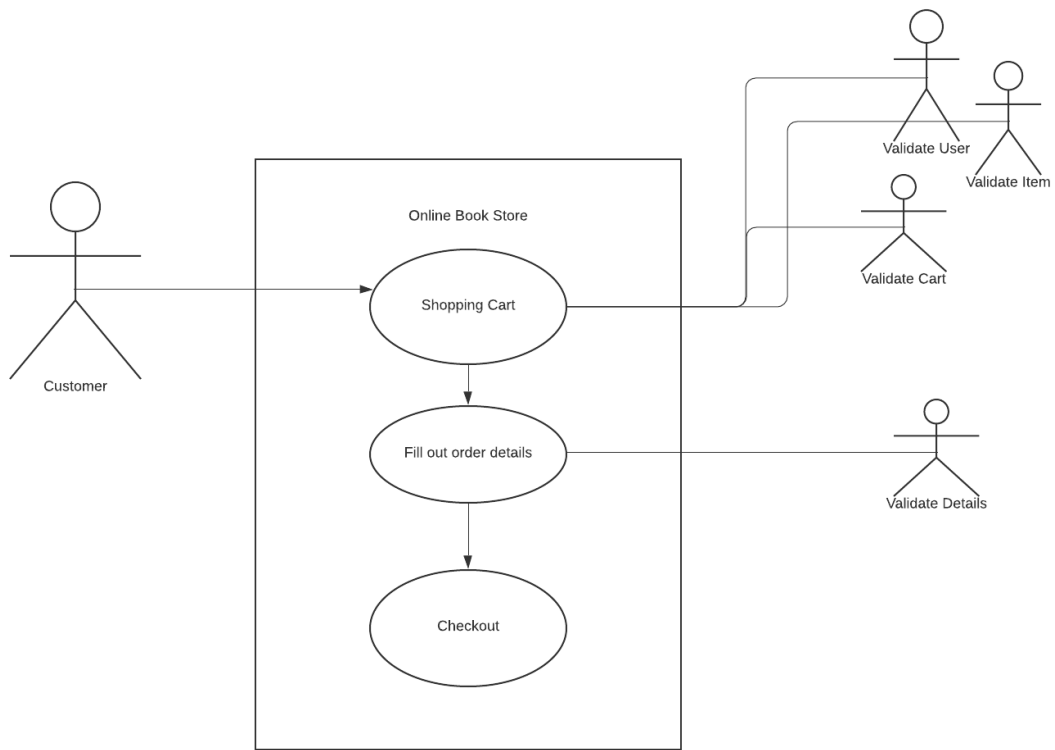 Validate User
Validate Item
Online Book Store
Validate Cart
Shopping Cart
Customer
Fill out order details
Validate Details
Checkout